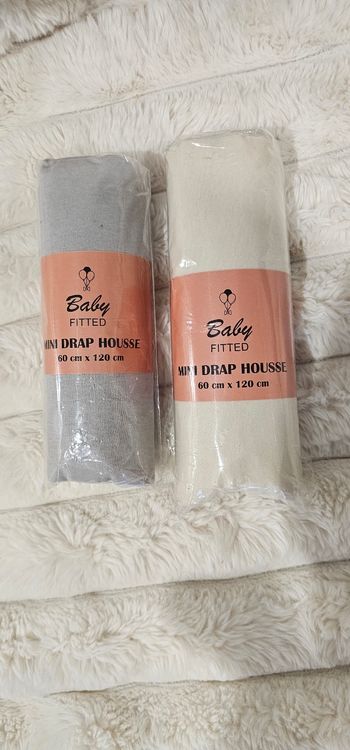 Baby
FITTED
MINI DRAP HOUSSE
60 cm x 120 cm
Baby
FITTED
MINI DRAP HOUSSE
60 cm x 120 cm